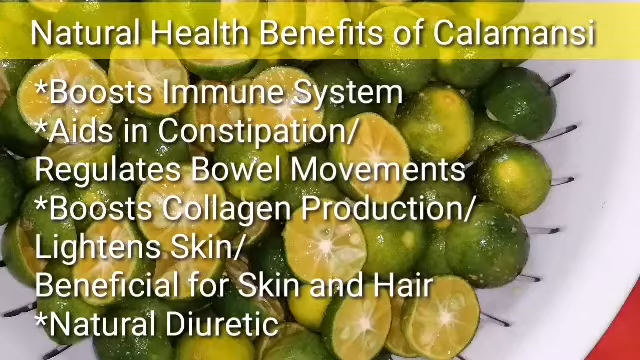 Natural Health Benefits of Calamansi
*Boosts Immune System
*Aids in Constipation/
Regulates Bowel Movements
*Boosts Collagen Production/
Lightens Skin/
Beneficial for Skin and Hair
*Natural Diuretic